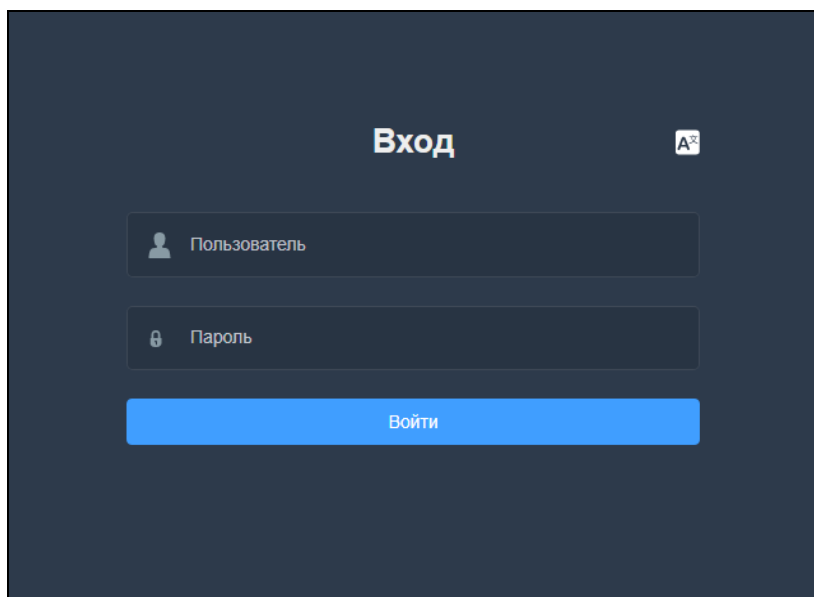 Вход
Пользователь
Пароль
Войти